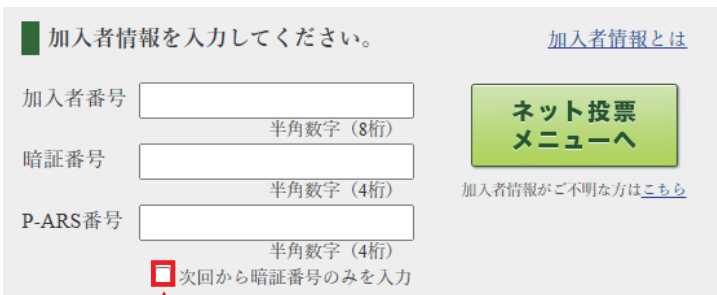 加入者情報を入力してください。
加入者情報とは
加入者番号
半角数字（8桁）
暗証番号
半角数字（4桁）
P-ARS番号
半角数字（4桁）
次回から暗証番号のみを入力
ネット投票
メニューへ
加入者情報がご不明な方はこちら